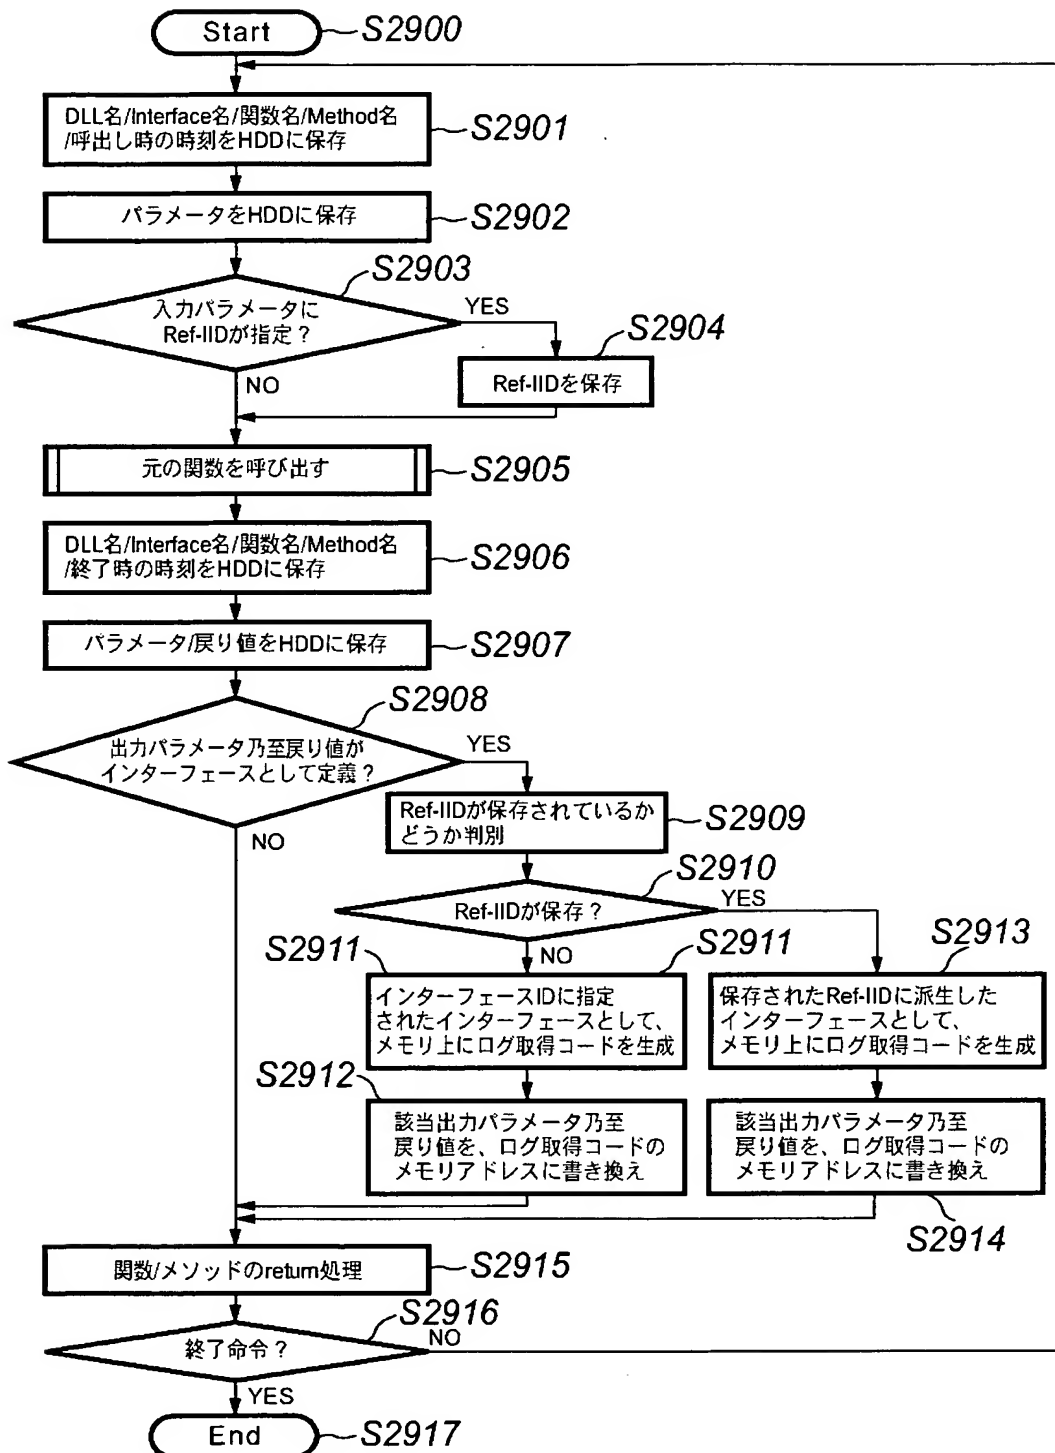 Start
S2900
DLL名/Interface名/関数名/Method名
/呼出し時の時刻をHDDに保存
S2901
パラメータをHDDに保存
S2902
S2903
入力パラメータに
Ref-IIDが指定？
YES
NO
S2904
Ref-IIDを保存
元の関数を呼び出す
S2905
DLL名/Interface名/関数名/Method名
/終了時の時刻をHDDに保存
S2906
パラメータ/戻り値をHDDに保存
S2907
S2908
出力パラメータ乃至戻り値が
インターフェースとして定義？
YES
NO
Ref-IIDが保存されているか
どうか判別
S2909
S2910
Ref-IIDが保存？
YES
NO
S2911
S2911
インターフェースIDに指定
されたインターフェースとして、
メモリ上にログ取得コードを生成
S2913
保存されたRef-IIDに派生した
インターフェースとして、
メモリ上にログ取得コードを生成
S2912
該当出力パラメータ乃至
戻り値を、ログ取得コードの
メモリアドレスに書き換え
該当出力パラメータ乃至
戻り値を、ログ取得コードの
メモリアドレスに書き換え
S2914
関数/メソッドのreturn処理
S2915
S2916
終了命令？
NO
YES
End
S2917